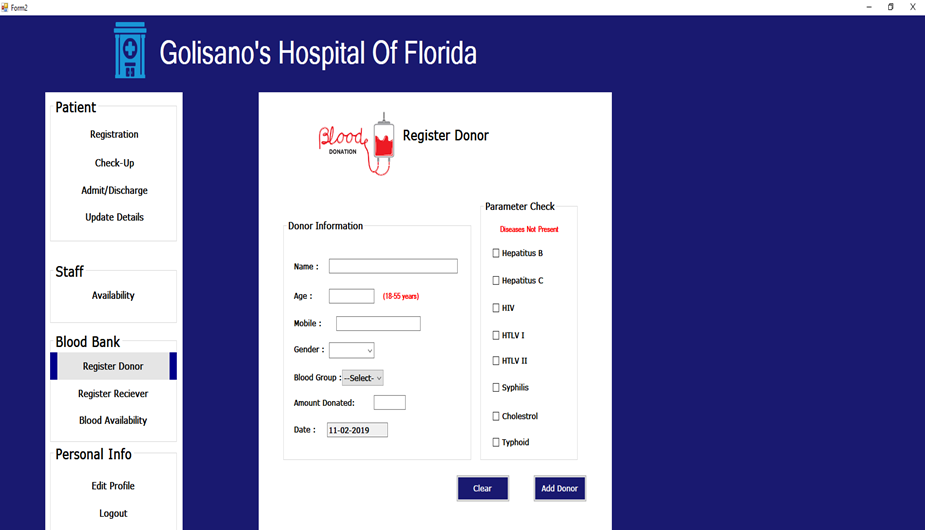 Form2
Golisano's Hospital Of Florida
Patient
Registration
Check-Up
Admit/Discharge
Update Details
Staff
Availability
Blood Bank
Register Donor
Register Reciever
Blood Availability
Personal Info
Edit Profile
Logout
Blood
DONATION
Register Donor
Donor Information
Name :
Age :
(18-55 years)
Mobile :
Gender :
Blood Group :
--Select-
Amount Donated:
Date :
11-02-2019
Parameter Check
Diseases Not Present
Hepatitus B
Hepatitus C
HIV
HTLV I
HTLV II
Syphilis
Cholestrol
Typhoid
Clear
Add Donor